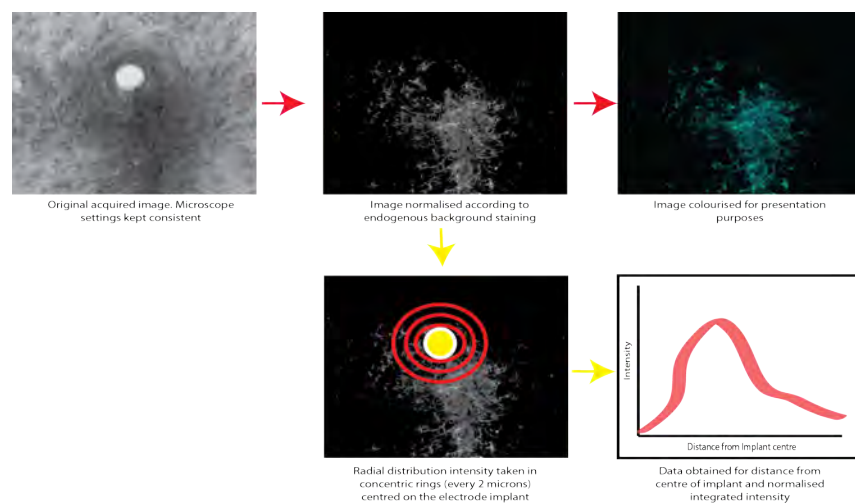 Original acquired image. Microscope
settings kept consistent
Image normalised according to
endogenous background staining
Image colourised for presentation
purposes
Radial distribution intensity taken in
concentric rings (every 2 microns)
centred on the electrode implant
Intensity
Distance from Implant centre
Data obtained for distance from
centre of implant and normalised
integrated intensity